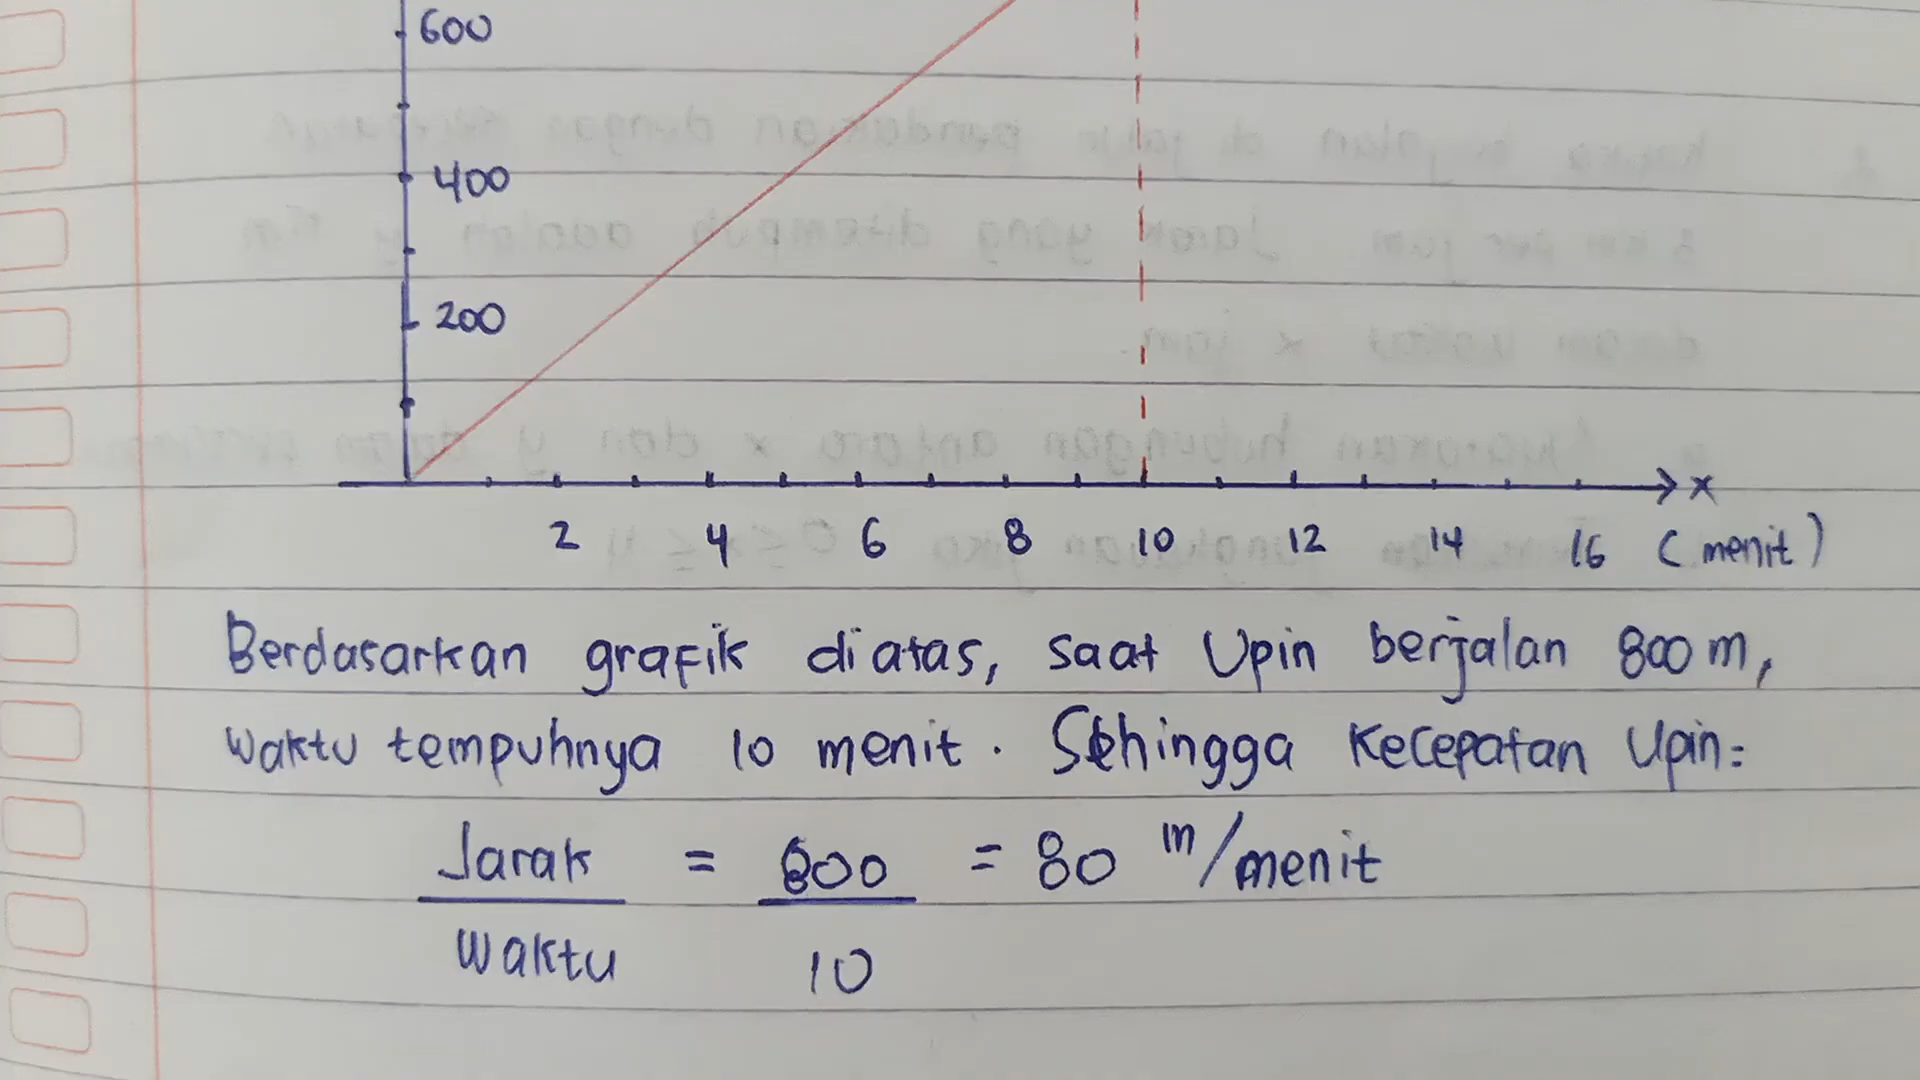 600
400
200
x
2 4 6 8 10 12 14 16 (menit)
Berdasarkan grafik diatas, saat Upin berjalan 800 m,
waktu tempuhnya 10 menit. Sehingga Kecepatan Upin:
Jarak = 800 = 80 m/menit
Waktu 10